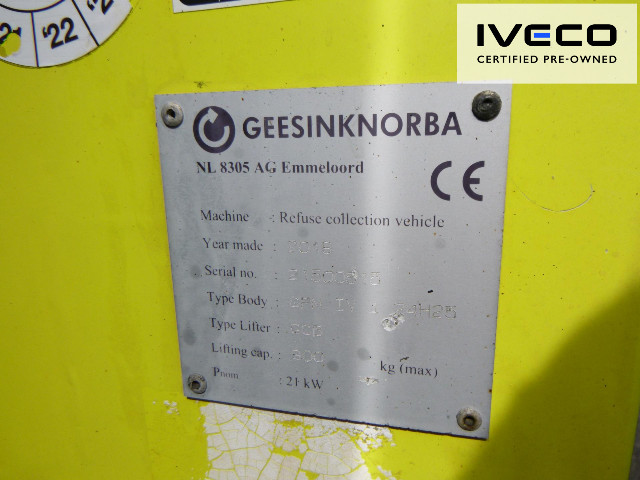 '22
IVECO
CERTIFIED PRE-OWNED
GEESINKNORBA
NL 8305 AG Emmeloord
CE
Machine : Refuse collection vehicle
Year made :
Serial no. :
Type Body :
Type Lifter :
Lifting cap. : kg (max)
Pnom : 21 kW